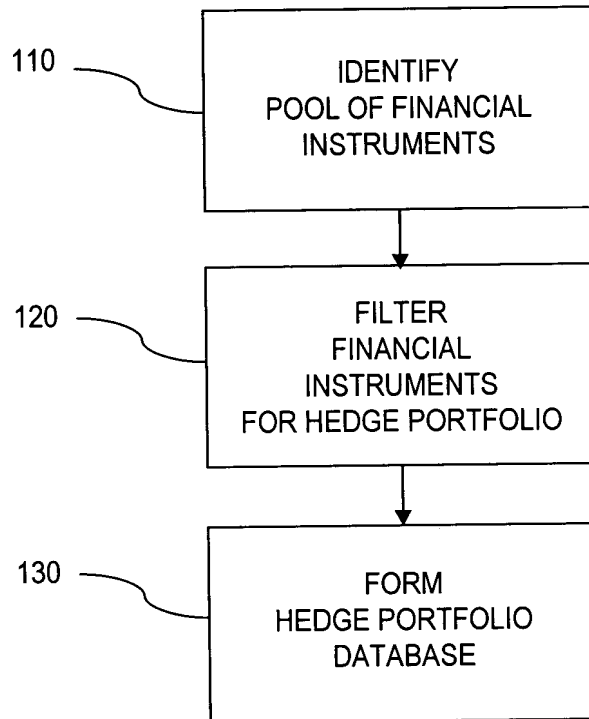 110
IDENTIFY
POOL OF FINANCIAL
INSTRUMENTS
120
FILTER
FINANCIAL
INSTRUMENTS
FOR HEDGE PORTFOLIO
130
FORM
HEDGE PORTFOLIO
DATABASE